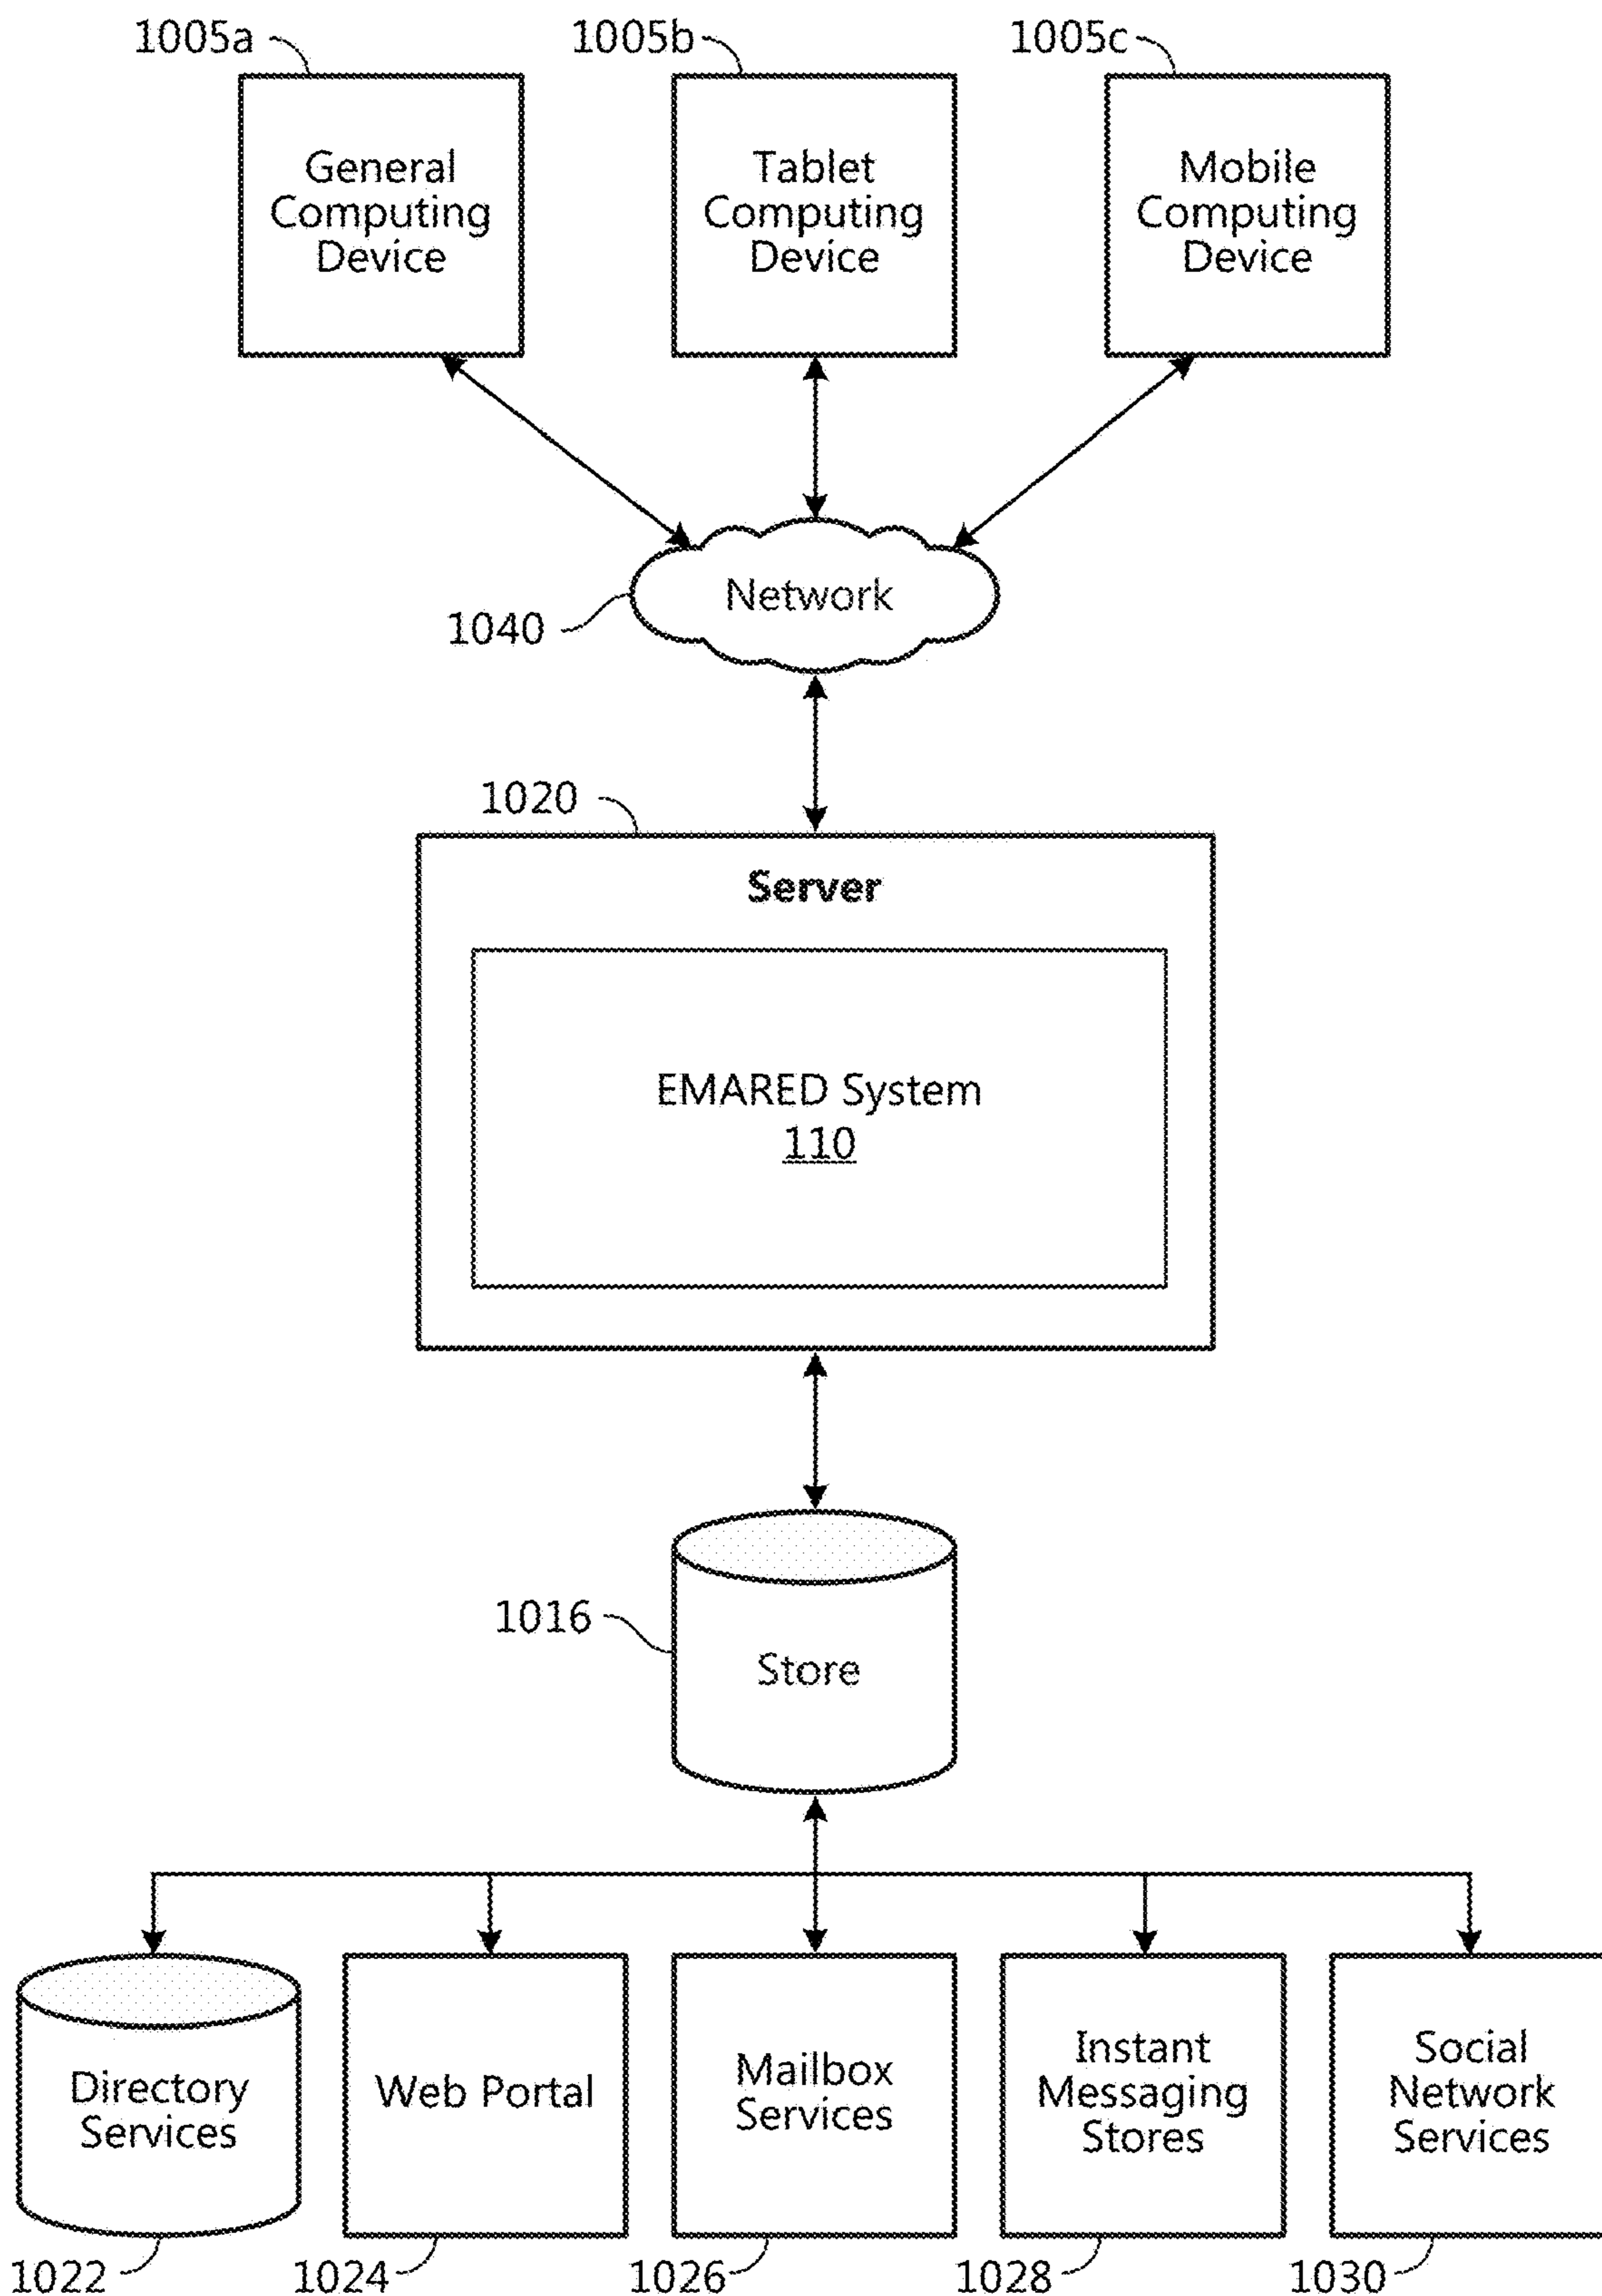 1005a
1005b
1005c
General
Computing
Device
Tablet
Computing
Device
Mobile
Computing
Device
Network
1040
1020
Server
EMARED System
110
1016
Store
Directory
Services
Web Portal
Mailbox
Services
Instant
Messaging
Stores
Social
Network
Services
1022
1024
1026
1028
1030